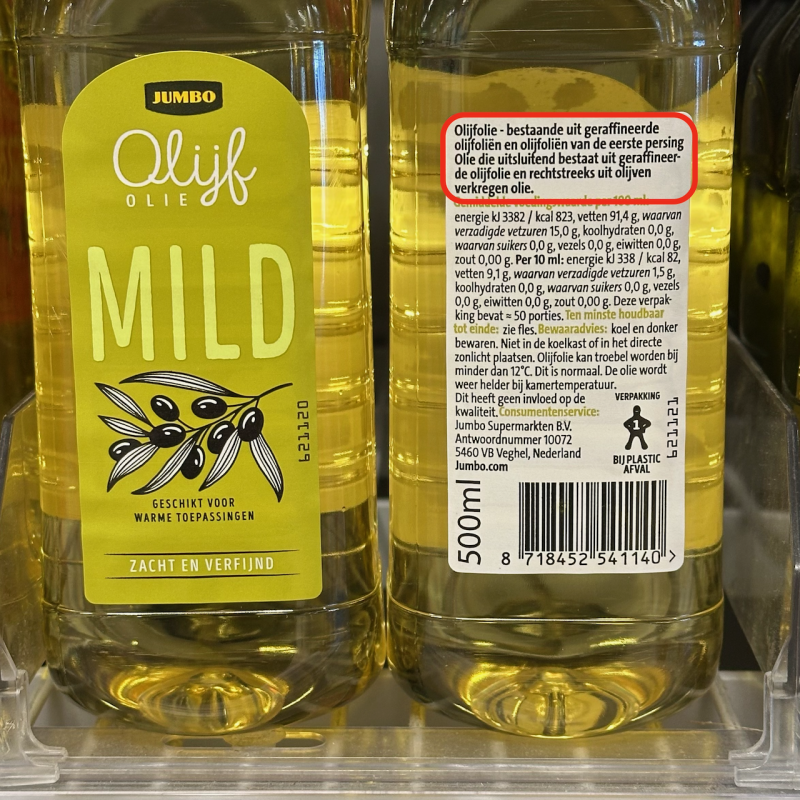 JUMBO
Olijf
OLIE
MILD
621120
GESCHIKT VOOR
WARME TOEPASSINGEN
ZACHT EN VERFIJND
Olijfolie - bestaande uit geraffineerde
olijfoliën en olijfoliën van de eerste persing
Olie die uitsluitend bestaat uit geraffineer-
de olijfolie en rechtstreeks uit olijven
verkregen olie.
Gemiddelde voedingswaarde per 100 ml:
energie kJ 3382 / kcal 823, vetten 91,4 g, waarvan
verzadigde vetzuren 15,0 g, koolhydraten 0,0 g,
waarvan suikers 0,0 g, vezels 0,0 g, eiwitten 0,0 g,
zout 0,00 g. Per 10 ml: energie kJ 338 / kcal 82,
vetten 9,1 g, waarvan verzadigde vetzuren 1,5 g,
koolhydraten 0,0 g, waarvan suikers 0,0 g, vezels
0,0 g, eiwitten 0,0 g, zout 0,00 g. Deze verpak-
king bevat ≈ 50 porties. Ten minste houdbaar
tot einde: zie fles. Bewaaradvies: koel en donker
bewaren. Niet in de koelkast of in het directe
zonlicht plaatsen. Olijfolie kan troebel worden bij
minder dan 12°C. Dit is normaal. De olie wordt
weer helder bij kamertemperatuur.
Dit heeft geen invloed op de
kwaliteit. Consumentenservice:
Jumbo Supermarkten B.V.
Antwoordnummer 10072
5460 VB Veghel, Nederland
Jumbo.com
VERPAKKING
1
BIJ PLASTIC
AFVAL
621121
500ml
8 718452 541140 >